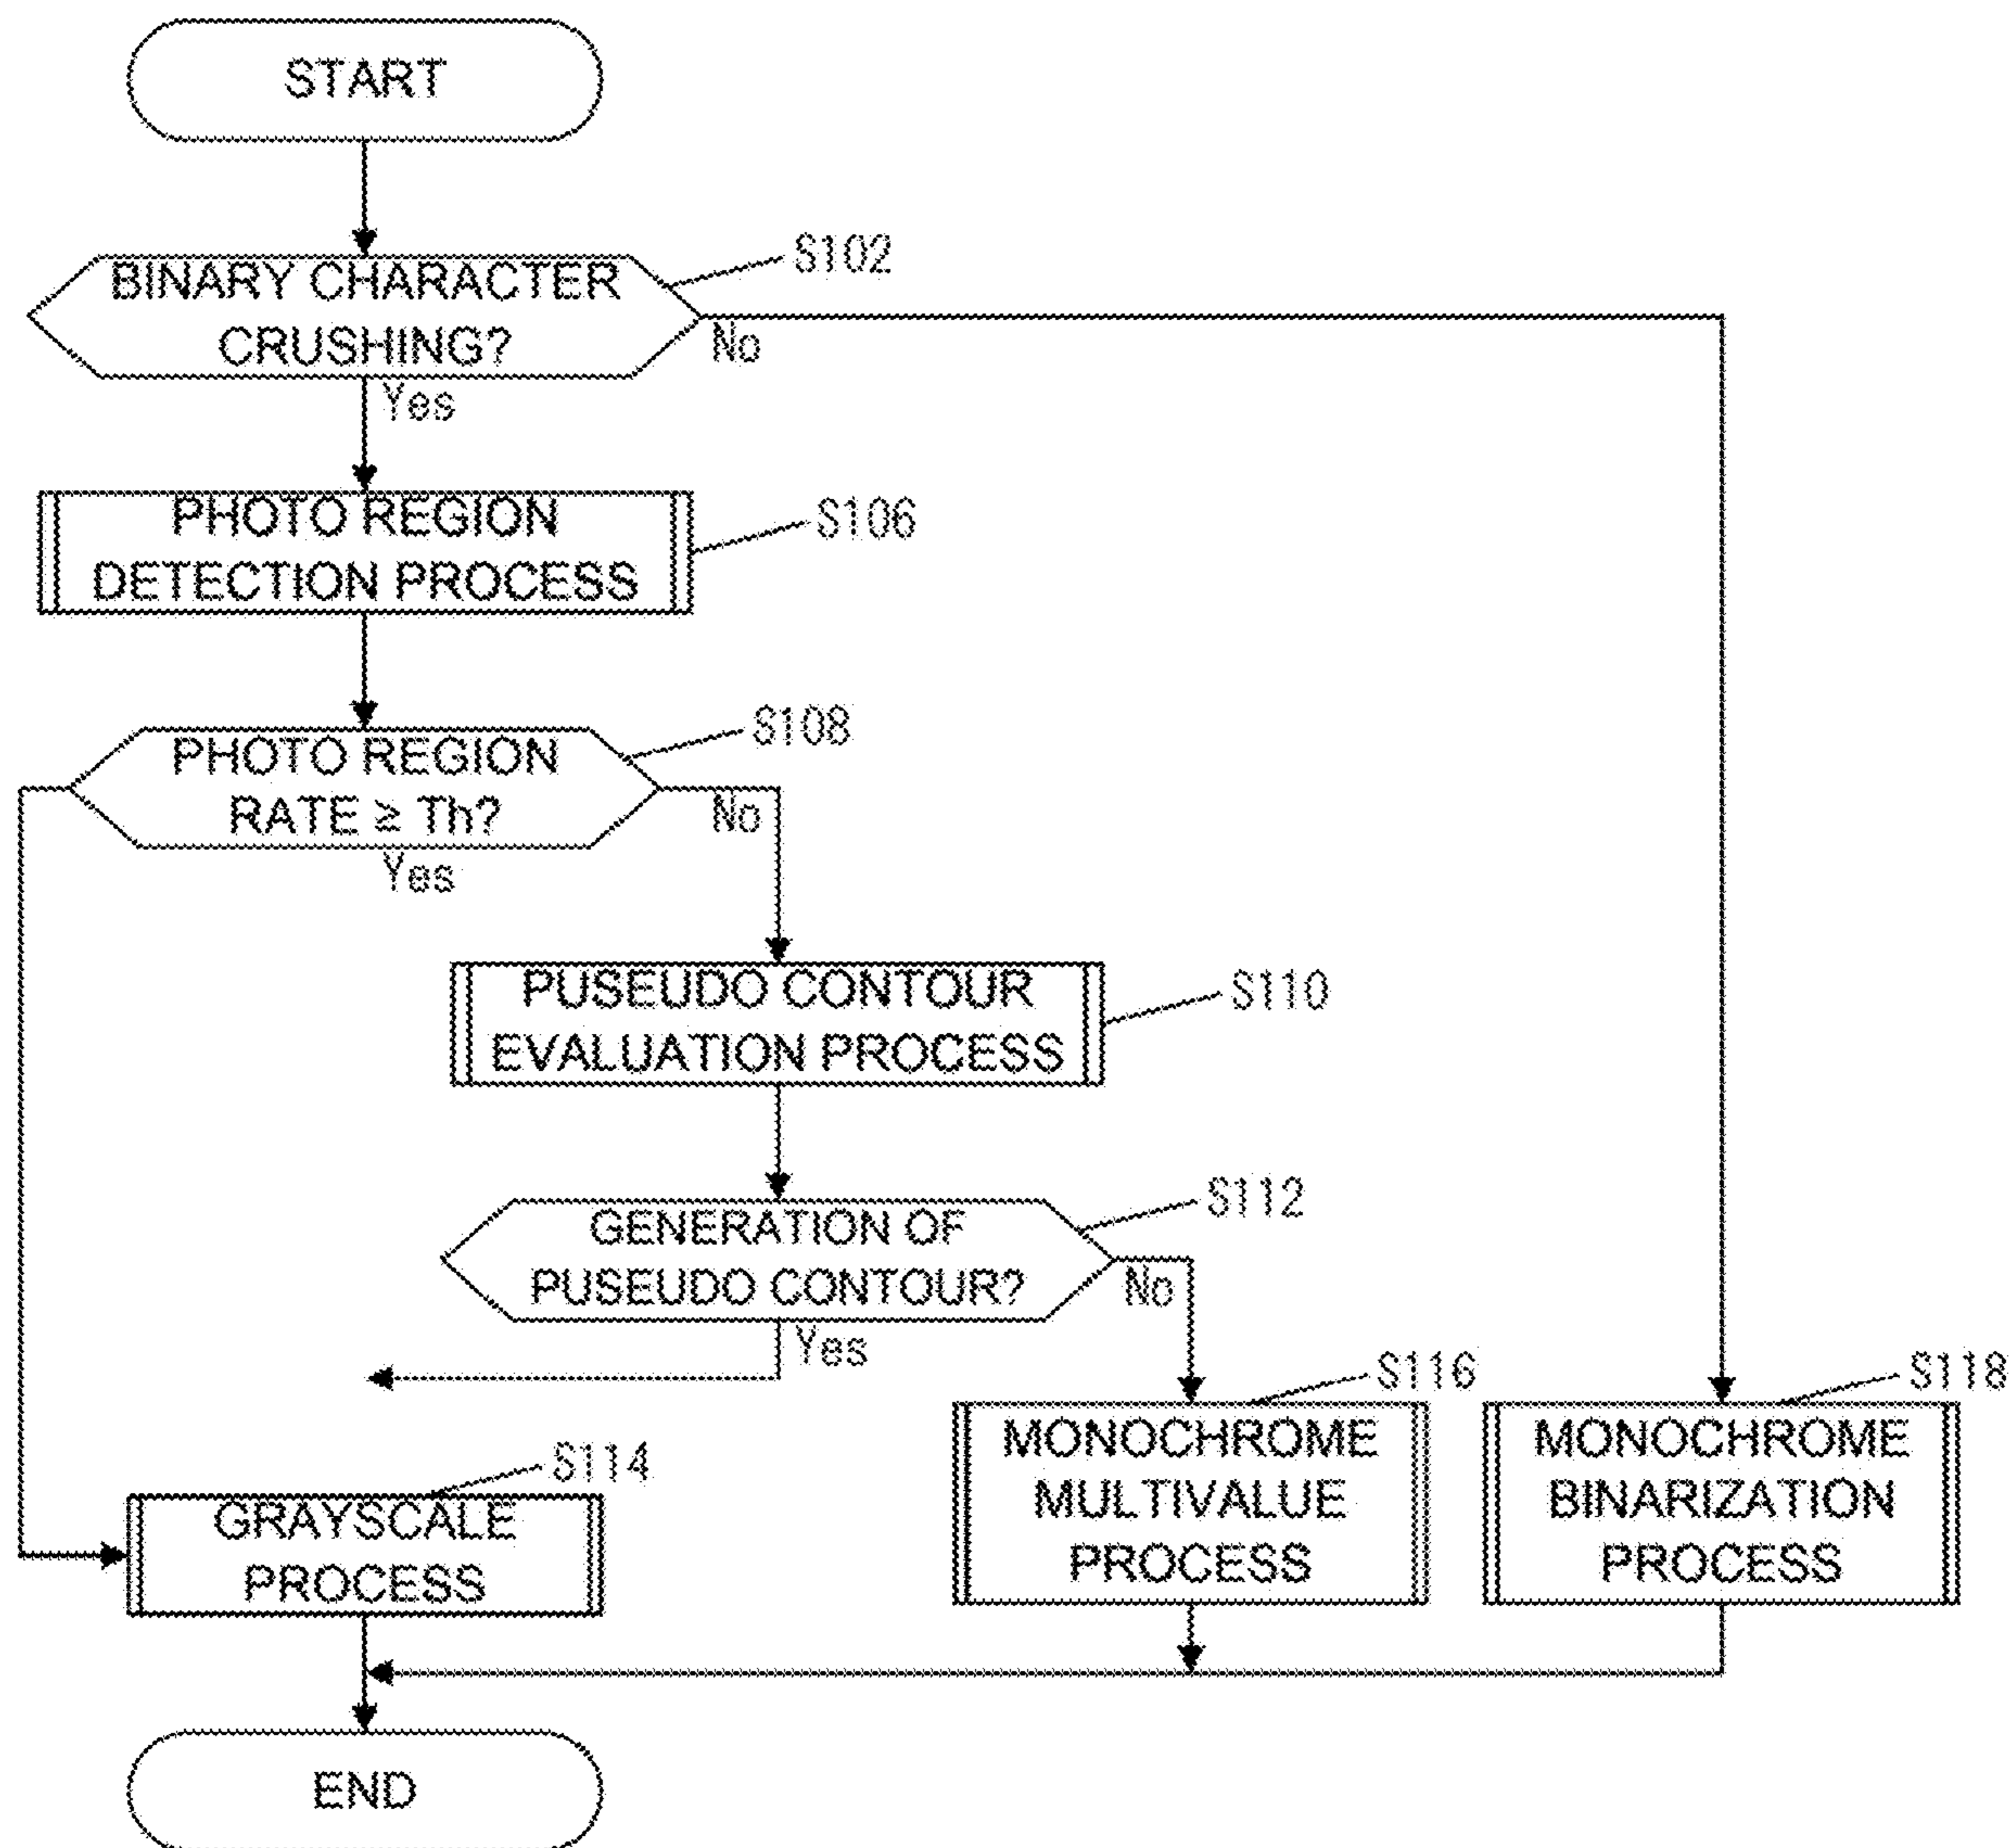 START
BINARY CHARACTER
CRUSHING?
S102
No
Yes
PHOTO REGION
DETECTION PROCESS
S106
PHOTO REGION
RATE ≥ Th?
S108
No
Yes
PUSEUDO CONTOUR
EVALUATION PROCESS
S110
GENERATION OF
PUSEUDO CONTOUR?
S112
No
Yes
S114
GRAYSCALE
PROCESS
S116
MONOCHROME
MULTIVALUE
PROCESS
S118
MONOCHROME
BINARIZATION
PROCESS
END